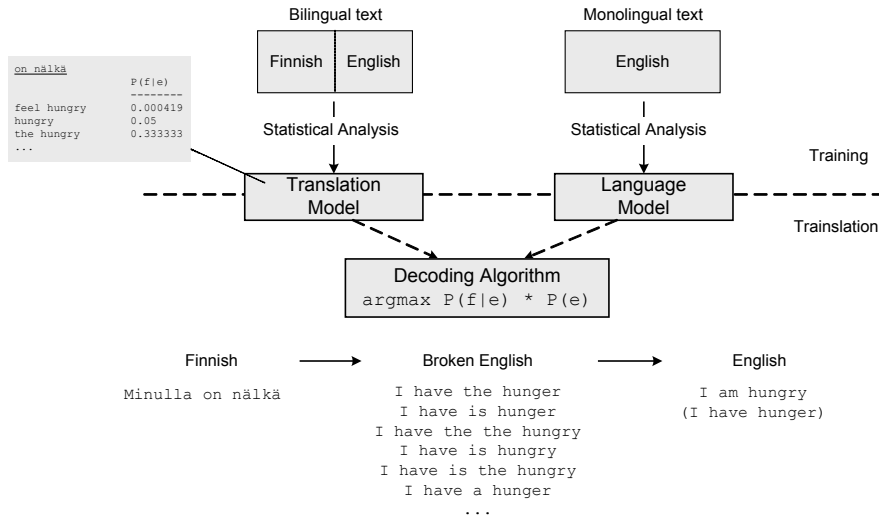 Bilingual text
Monolingual text
Finnish
English
English
on nälkä
P(f|e)
--------
feel hungry 0.000419
hungry 0.05
the hungry 0.333333
...
Statistical Analysis
Statistical Analysis
Training
Translation
Model
Language
Model
Trainslation
Decoding Algorithm
argmax P(f|e) * P(e)
Finnish
Broken English
English
Minulla on nälkä
I have the hunger
I have is hunger
I have the the hungry
I have is hungry
I have is the hungry
I have a hunger
...
I am hungry
(I have hunger)